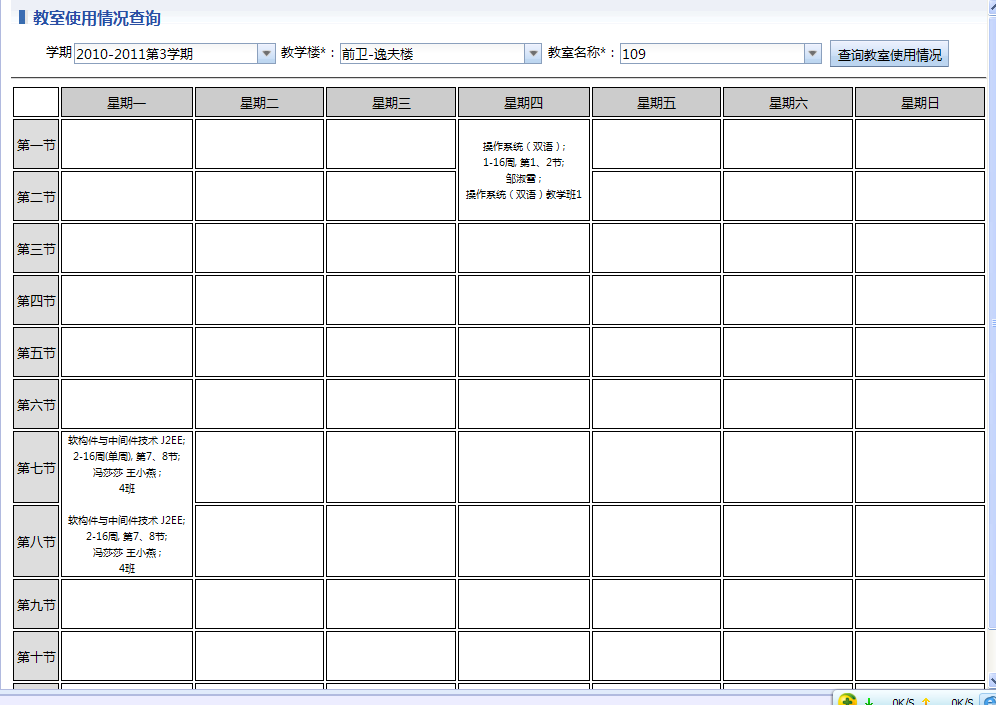 教室使用情况查询
学期 2010-2011第3学期 教学楼*： 前卫-逸夫楼 教室名称*： 109 查询教室使用情况
星期一 星期二 星期三 星期四 星期五 星期六 星期日
第一节
操作系统（双语）;
1-16周, 第1、2节;
邹淑雪 ;
操作系统（双语）教学班1
第二节
第三节
第四节
第五节
第六节
第七节
软构件与中间件技术 J2EE;
2-16周(单周), 第7、8节;
冯莎莎 王小燕 ;
4班
第八节
软构件与中间件技术 J2EE;
2-16周, 第7、8节;
冯莎莎 王小燕 ;
4班
第九节
第十节
0K/S 0K/S